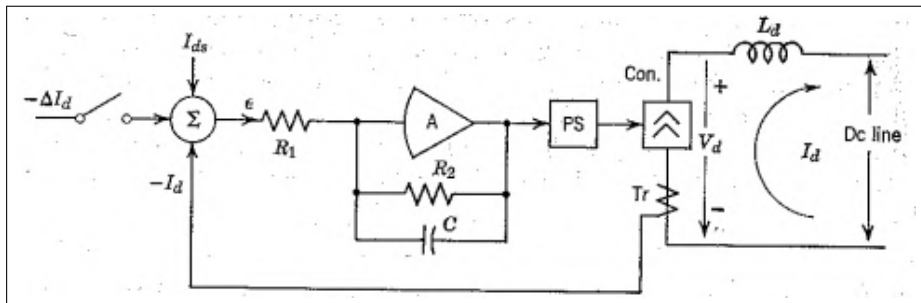 L_d
I_ds
Con.
+
−ΔI_d
ϵ
Σ
A
PS
V_d
I_d
Dc line
R_1
R_2
−I_d
Tr
−
C